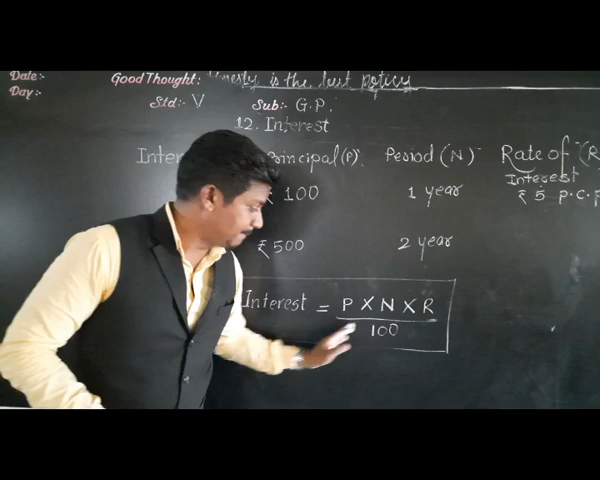 Date:-
Good Thought: Honesty is the best policy
Day:-
Std:- V Sub:- G.P.
12. Interest
Principal (P) Period (N) Rate of (R
Interest
₹ 100 1 year ₹ 5 p.c.p
₹ 500 2 year
Interest = P X N X R
100